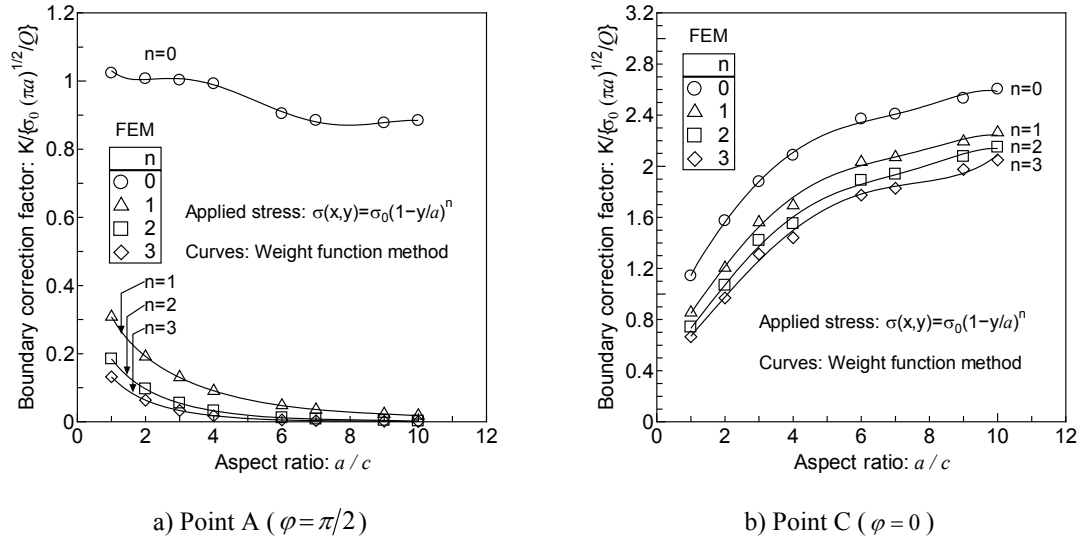 Boundary correction factor: K/{σ₀ (πa)^1/2/Q}
1.2
1
0.8
0.6
0.4
0.2
0
n=0
FEM
n
0
1
2
3
Applied stress: σ(x,y)=σ₀(1−y/a)ⁿ
Curves: Weight function method
n=1
n=2
n=3
0 2 4 6 8 10 12
Aspect ratio: a / c
a) Point A ( φ = π/2 )
Boundary correction factor: K/{σ₀ (πa)^1/2/Q}
3.2
2.8
2.4
2
1.6
1.2
0.8
0.4
0
FEM
n
0
1
2
3
n=0
n=1
n=2
n=3
Applied stress: σ(x,y)=σ₀(1−y/a)ⁿ
Curves: Weight function method
0 2 4 6 8 10 12
Aspect ratio: a / c
b) Point C ( φ = 0 )